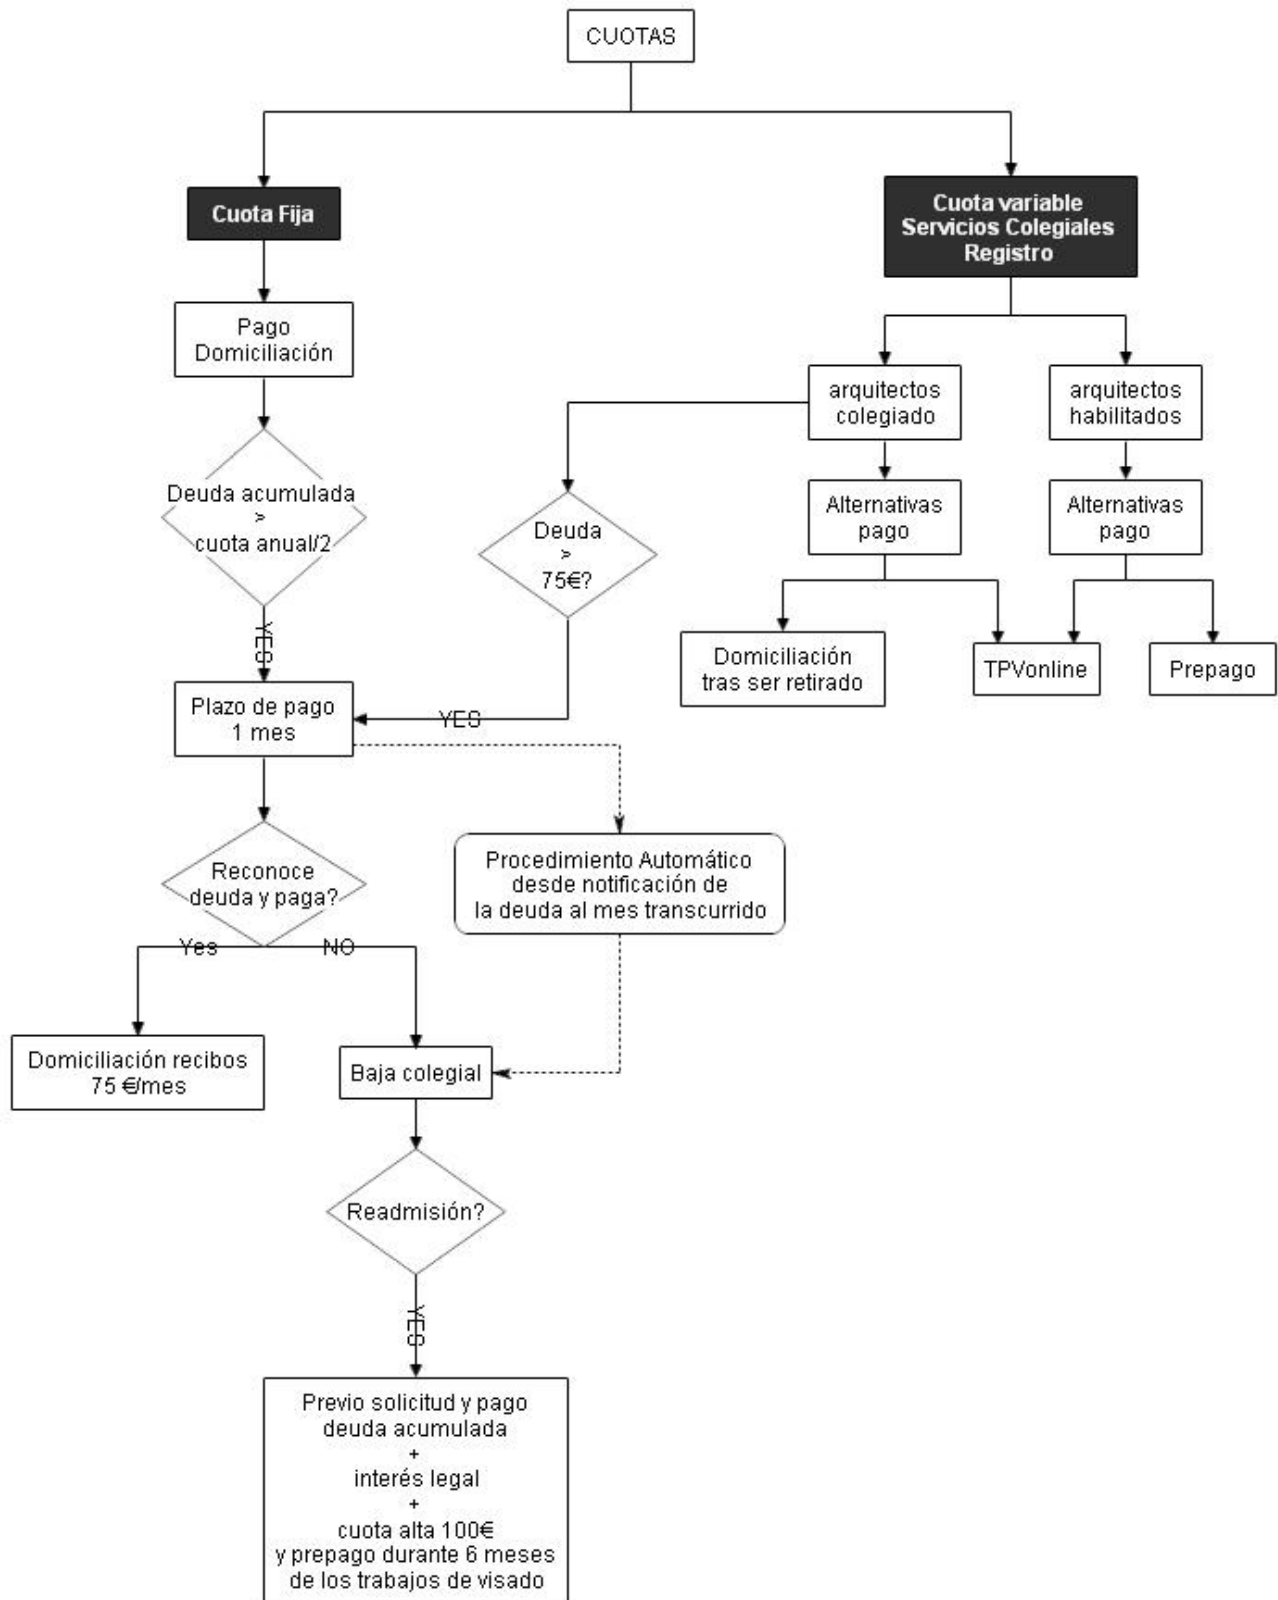 CUOTAS
Cuota Fija
Cuota variable
Servicios Colegiales
Registro
Pago
Domiciliación
arquitectos
colegiado
arquitectos
habilitados
Deuda acumulada
>
cuota anual/2
Deuda
>
75€?
Alternativas
pago
Alternativas
pago
YES
Domiciliación
tras ser retirado
TPVonline
Prepago
Plazo de pago
1 mes
YES
Reconoce
deuda y paga?
Procedimiento Automático
desde notificación de
la deuda al mes transcurrido
Yes
NO
Domiciliación recibos
75 €/mes
Baja colegial
Readmisión?
YES
Previo solicitud y pago
deuda acumulada
+
interés legal
+
cuota alta 100€
y prepago durante 6 meses
de los trabajos de visado